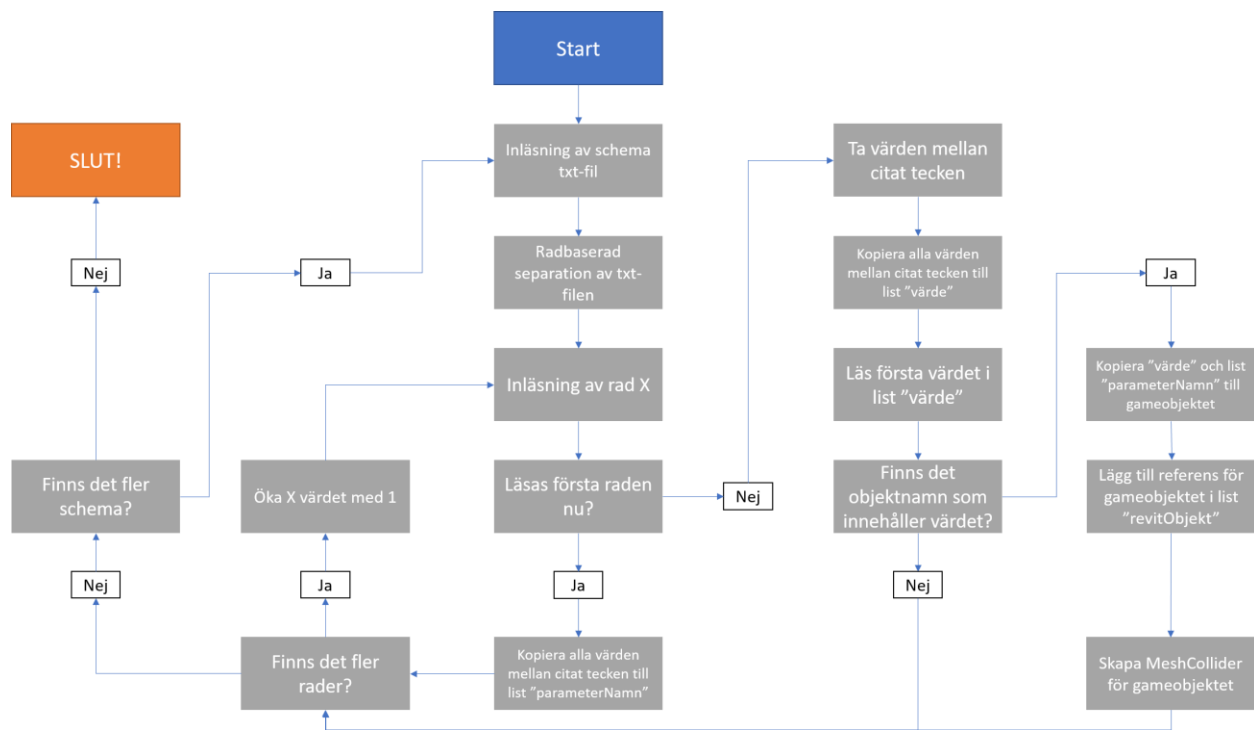 Start
SLUT!
Inläsning av schema
txt-fil
Ta värden mellan
citat tecken
Nej
Ja
Radbaserad
separation av txt-
filen
Kopiera alla värden
mellan citat tecken till
list ”värde”
Ja
Inläsning av rad X
Läs första värdet i
list ”värde”
Kopiera ”värde” och list
”parameterNamn” till
gameobjektet
Finns det fler
schema?
Öka X värdet med 1
Läsas första raden
nu?
Nej
Finns det
objektnamn som
innehåller värdet?
Lägg till referens för
gameobjektet i list
”revitObjekt”
Nej
Ja
Ja
Nej
Finns det fler
rader?
Kopiera alla värden
mellan citat tecken till
list ”parameterNamn”
Skapa MeshCollider
för gameobjektet